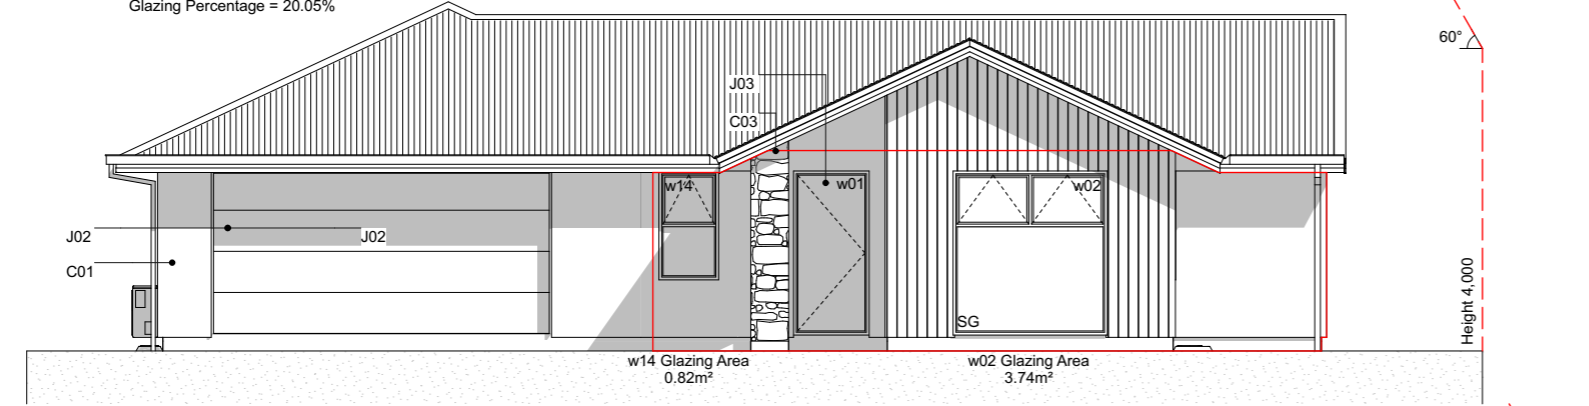 Glazing Percentage = 20.05%
60°
J03
C03
w14
w01
w02
J02
J02
C01
SG
Height 4,000
w14 Glazing Area
0.82m²
w02 Glazing Area
3.74m²